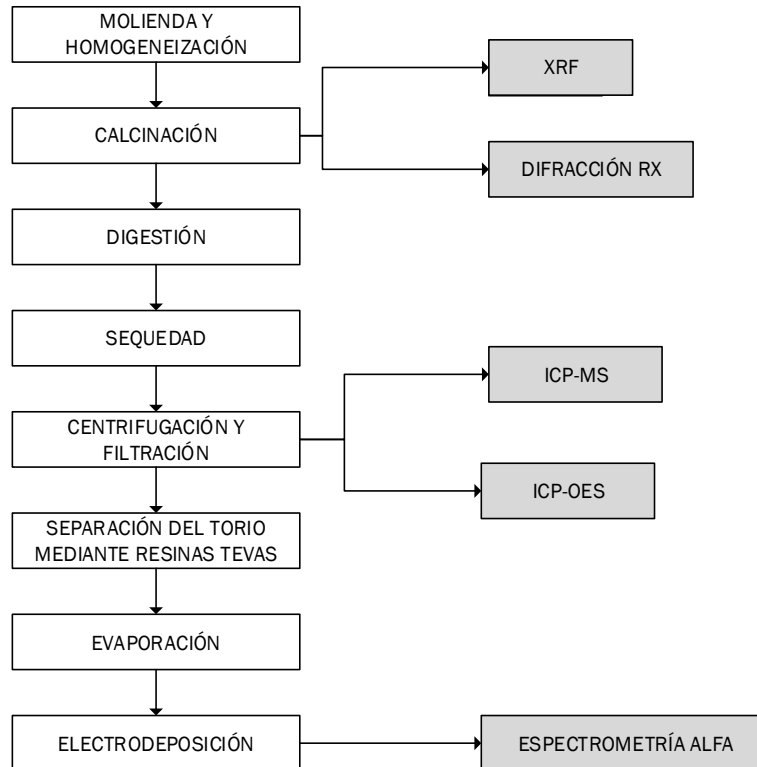 MOLIENDA Y
HOMOGENEIZACIÓN
XRF
CALCINACIÓN
DIFRACCIÓN RX
DIGESTIÓN
SEQUEDAD
ICP-MS
CENTRIFUGACIÓN Y
FILTRACIÓN
ICP-OES
SEPARACIÓN DEL TORIO
MEDIANTE RESINAS TEVAS
EVAPORACIÓN
ELECTRODEPOSICIÓN
ESPECTROMETRÍA ALFA